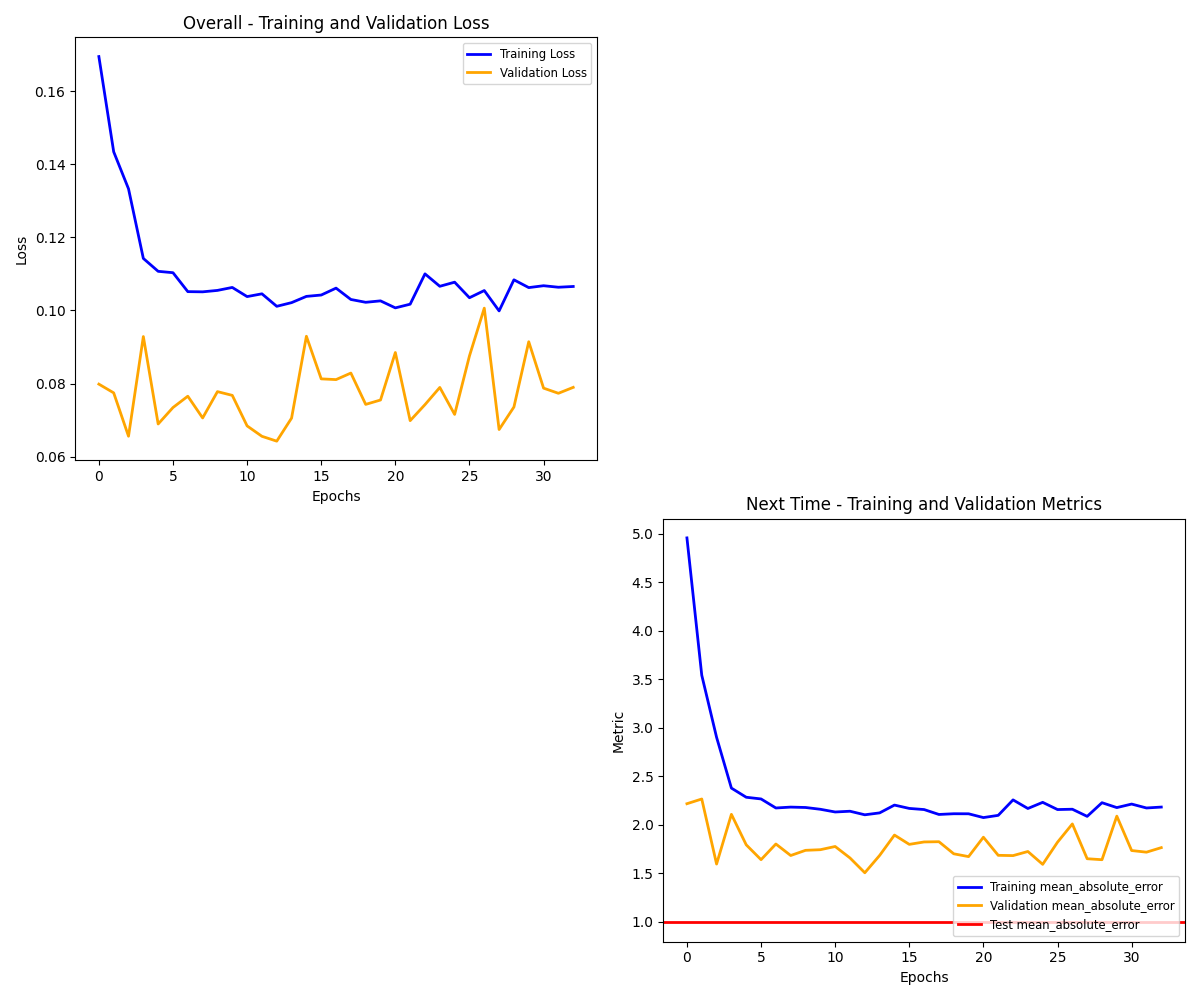 Overall - Training and Validation Loss
Training Loss
Validation Loss
0.16
0.14
0.12
0.10
0.08
0.06
Loss
0 5 10 15 20 25 30
Epochs
Next Time - Training and Validation Metrics
5.0
4.5
4.0
3.5
3.0
2.5
2.0
1.5
1.0
Metric
Training mean_absolute_error
Validation mean_absolute_error
Test mean_absolute_error
0 5 10 15 20 25 30
Epochs